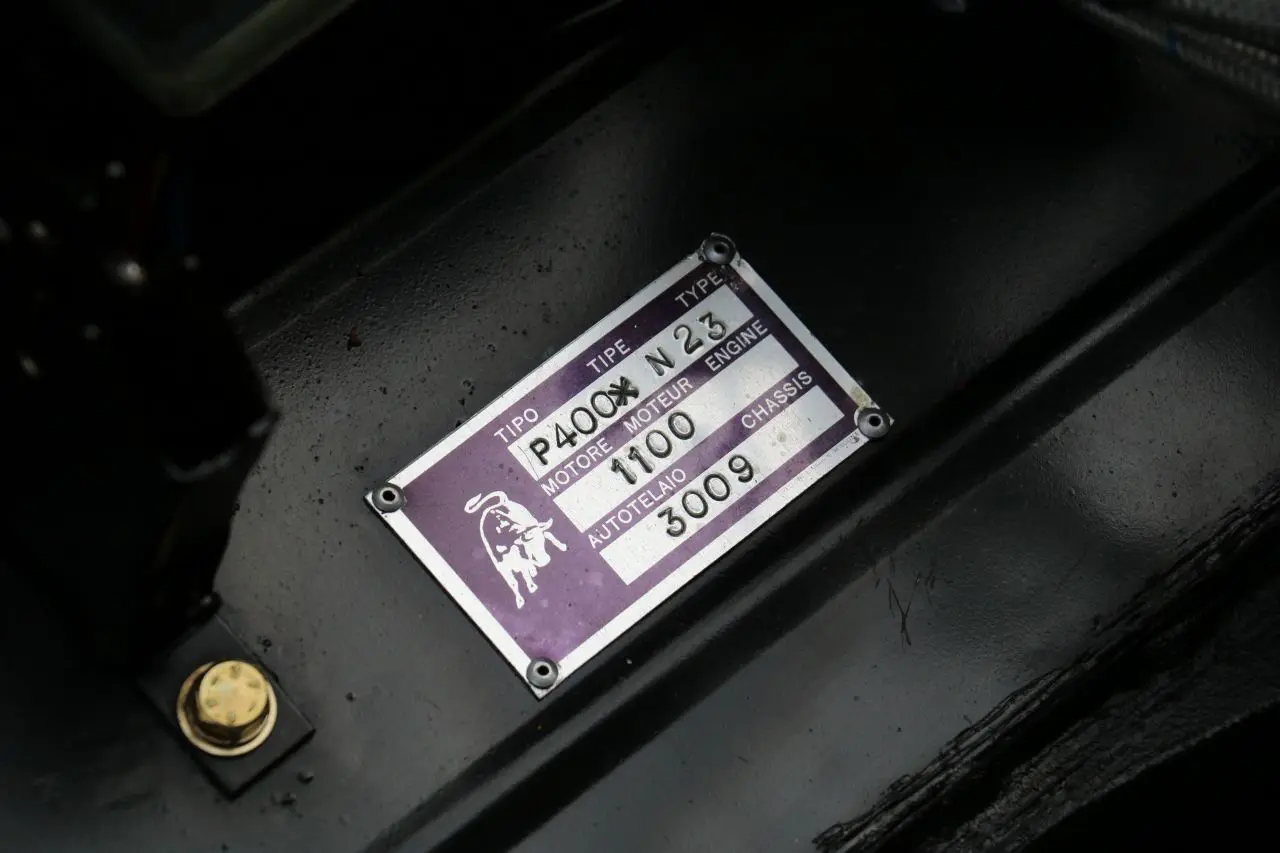 TIPO TIPE TYPE
P400* N 23
MOTORE MOTEUR ENGINE
1100
AUTOTELAIO CHASSIS
3009